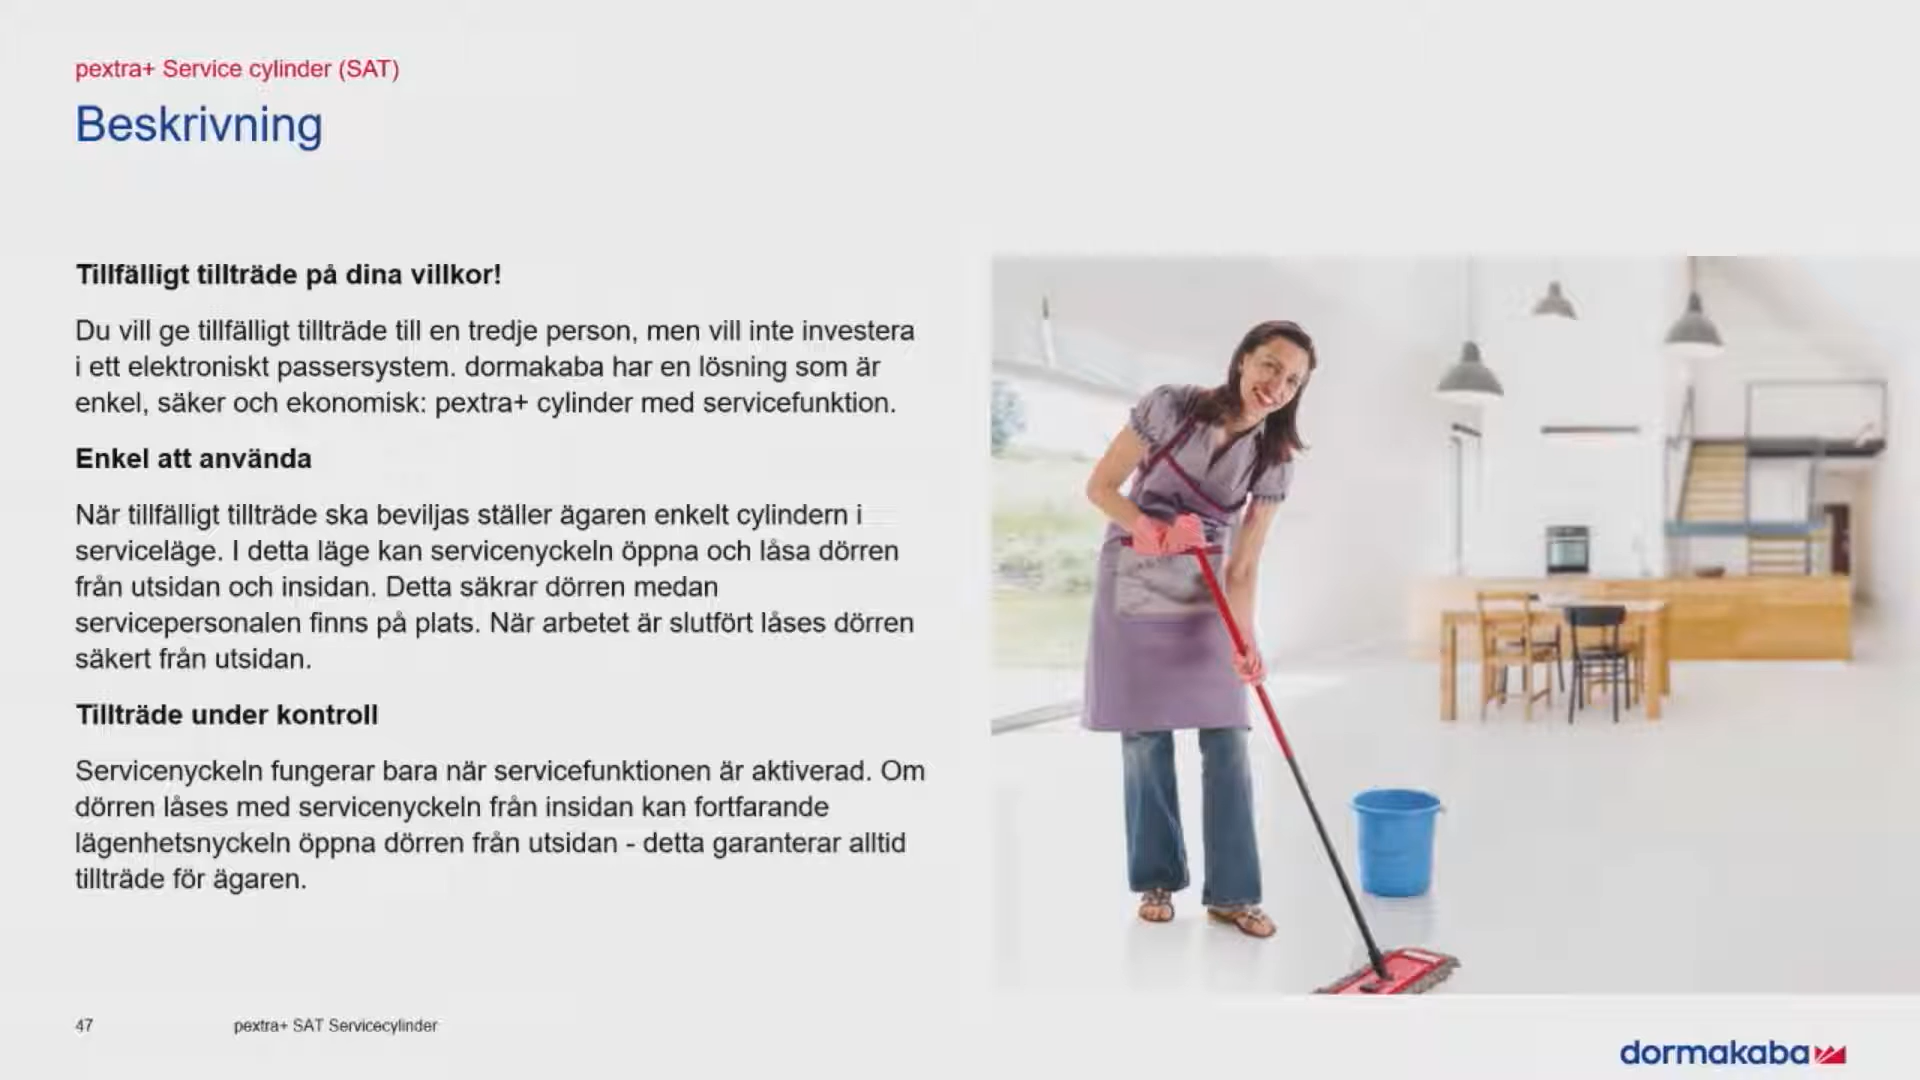 pextra+ Service cylinder (SAT)
Beskrivning
Tillfälligt tillträde på dina villkor!
Du vill ge tillfälligt tillträde till en tredje person, men vill inte investera
i ett elektroniskt passersystem. dormakaba har en lösning som är
enkel, säker och ekonomisk: pextra+ cylinder med servicefunktion.
Enkel att använda
När tillfälligt tillträde ska beviljas ställer ägaren enkelt cylindern i
serviceläge. I detta läge kan servicenyckeln öppna och låsa dörren
från utsidan och insidan. Detta säkrar dörren medan
servicepersonalen finns på plats. När arbetet är slutfört låses dörren
säkert från utsidan.
Tillträde under kontroll
Servicenyckeln fungerar bara när servicefunktionen är aktiverad. Om
dörren låses med servicenyckeln från insidan kan fortfarande
lägenhetsnyckeln öppna dörren från utsidan - detta garanterar alltid
tillträde för ägaren.
47
pextra+ SAT Servicecylinder
dormakaba